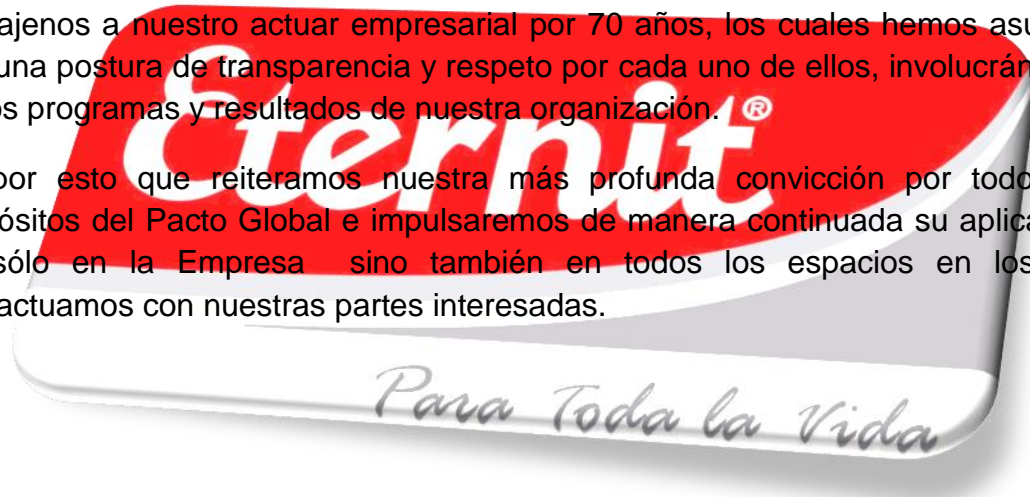 ajenos a nuestro actuar empresarial por 70 años, los cuales hemos asu
una postura de transparencia y respeto por cada uno de ellos, involucrán
os programas y resultados de nuestra organización.
Eternit®
por esto que reiteramos nuestra más profunda convicción por todo
ósitos del Pacto Global e impulsaremos de manera continuada su aplica
sólo en la Empresa sino también en todos los espacios en los
actuamos con nuestras partes interesadas.
Para Toda la Vida